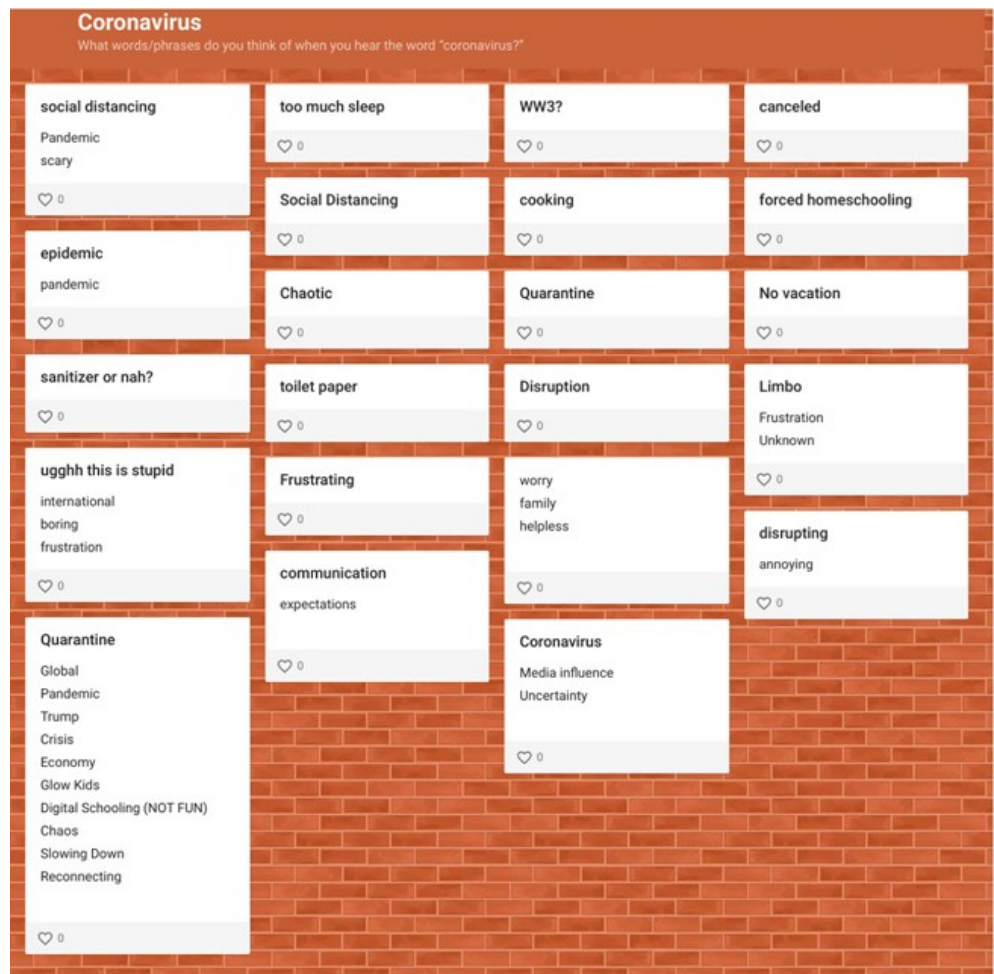 Coronavirus
What words/phrases do you think of when you hear the word "coronavirus?"
social distancing
Pandemic
scary
0
epidemic
pandemic
0
sanitizer or nah?
0
ugghh this is stupid
international
boring
frustration
0
Quarantine
Global
Pandemic
Trump
Crisis
Economy
Glow Kids
Digital Schooling (NOT FUN)
Chaos
Slowing Down
Reconnecting
0
too much sleep
0
Social Distancing
0
Chaotic
0
toilet paper
0
Frustrating
0
communication
expectations
0
WW3?
0
cooking
0
Quarantine
0
Disruption
0
worry
family
helpless
0
Coronavirus
Media influence
Uncertainty
0
canceled
0
forced homeschooling
0
No vacation
0
Limbo
Frustration
Unknown
0
disrupting
annoying
0